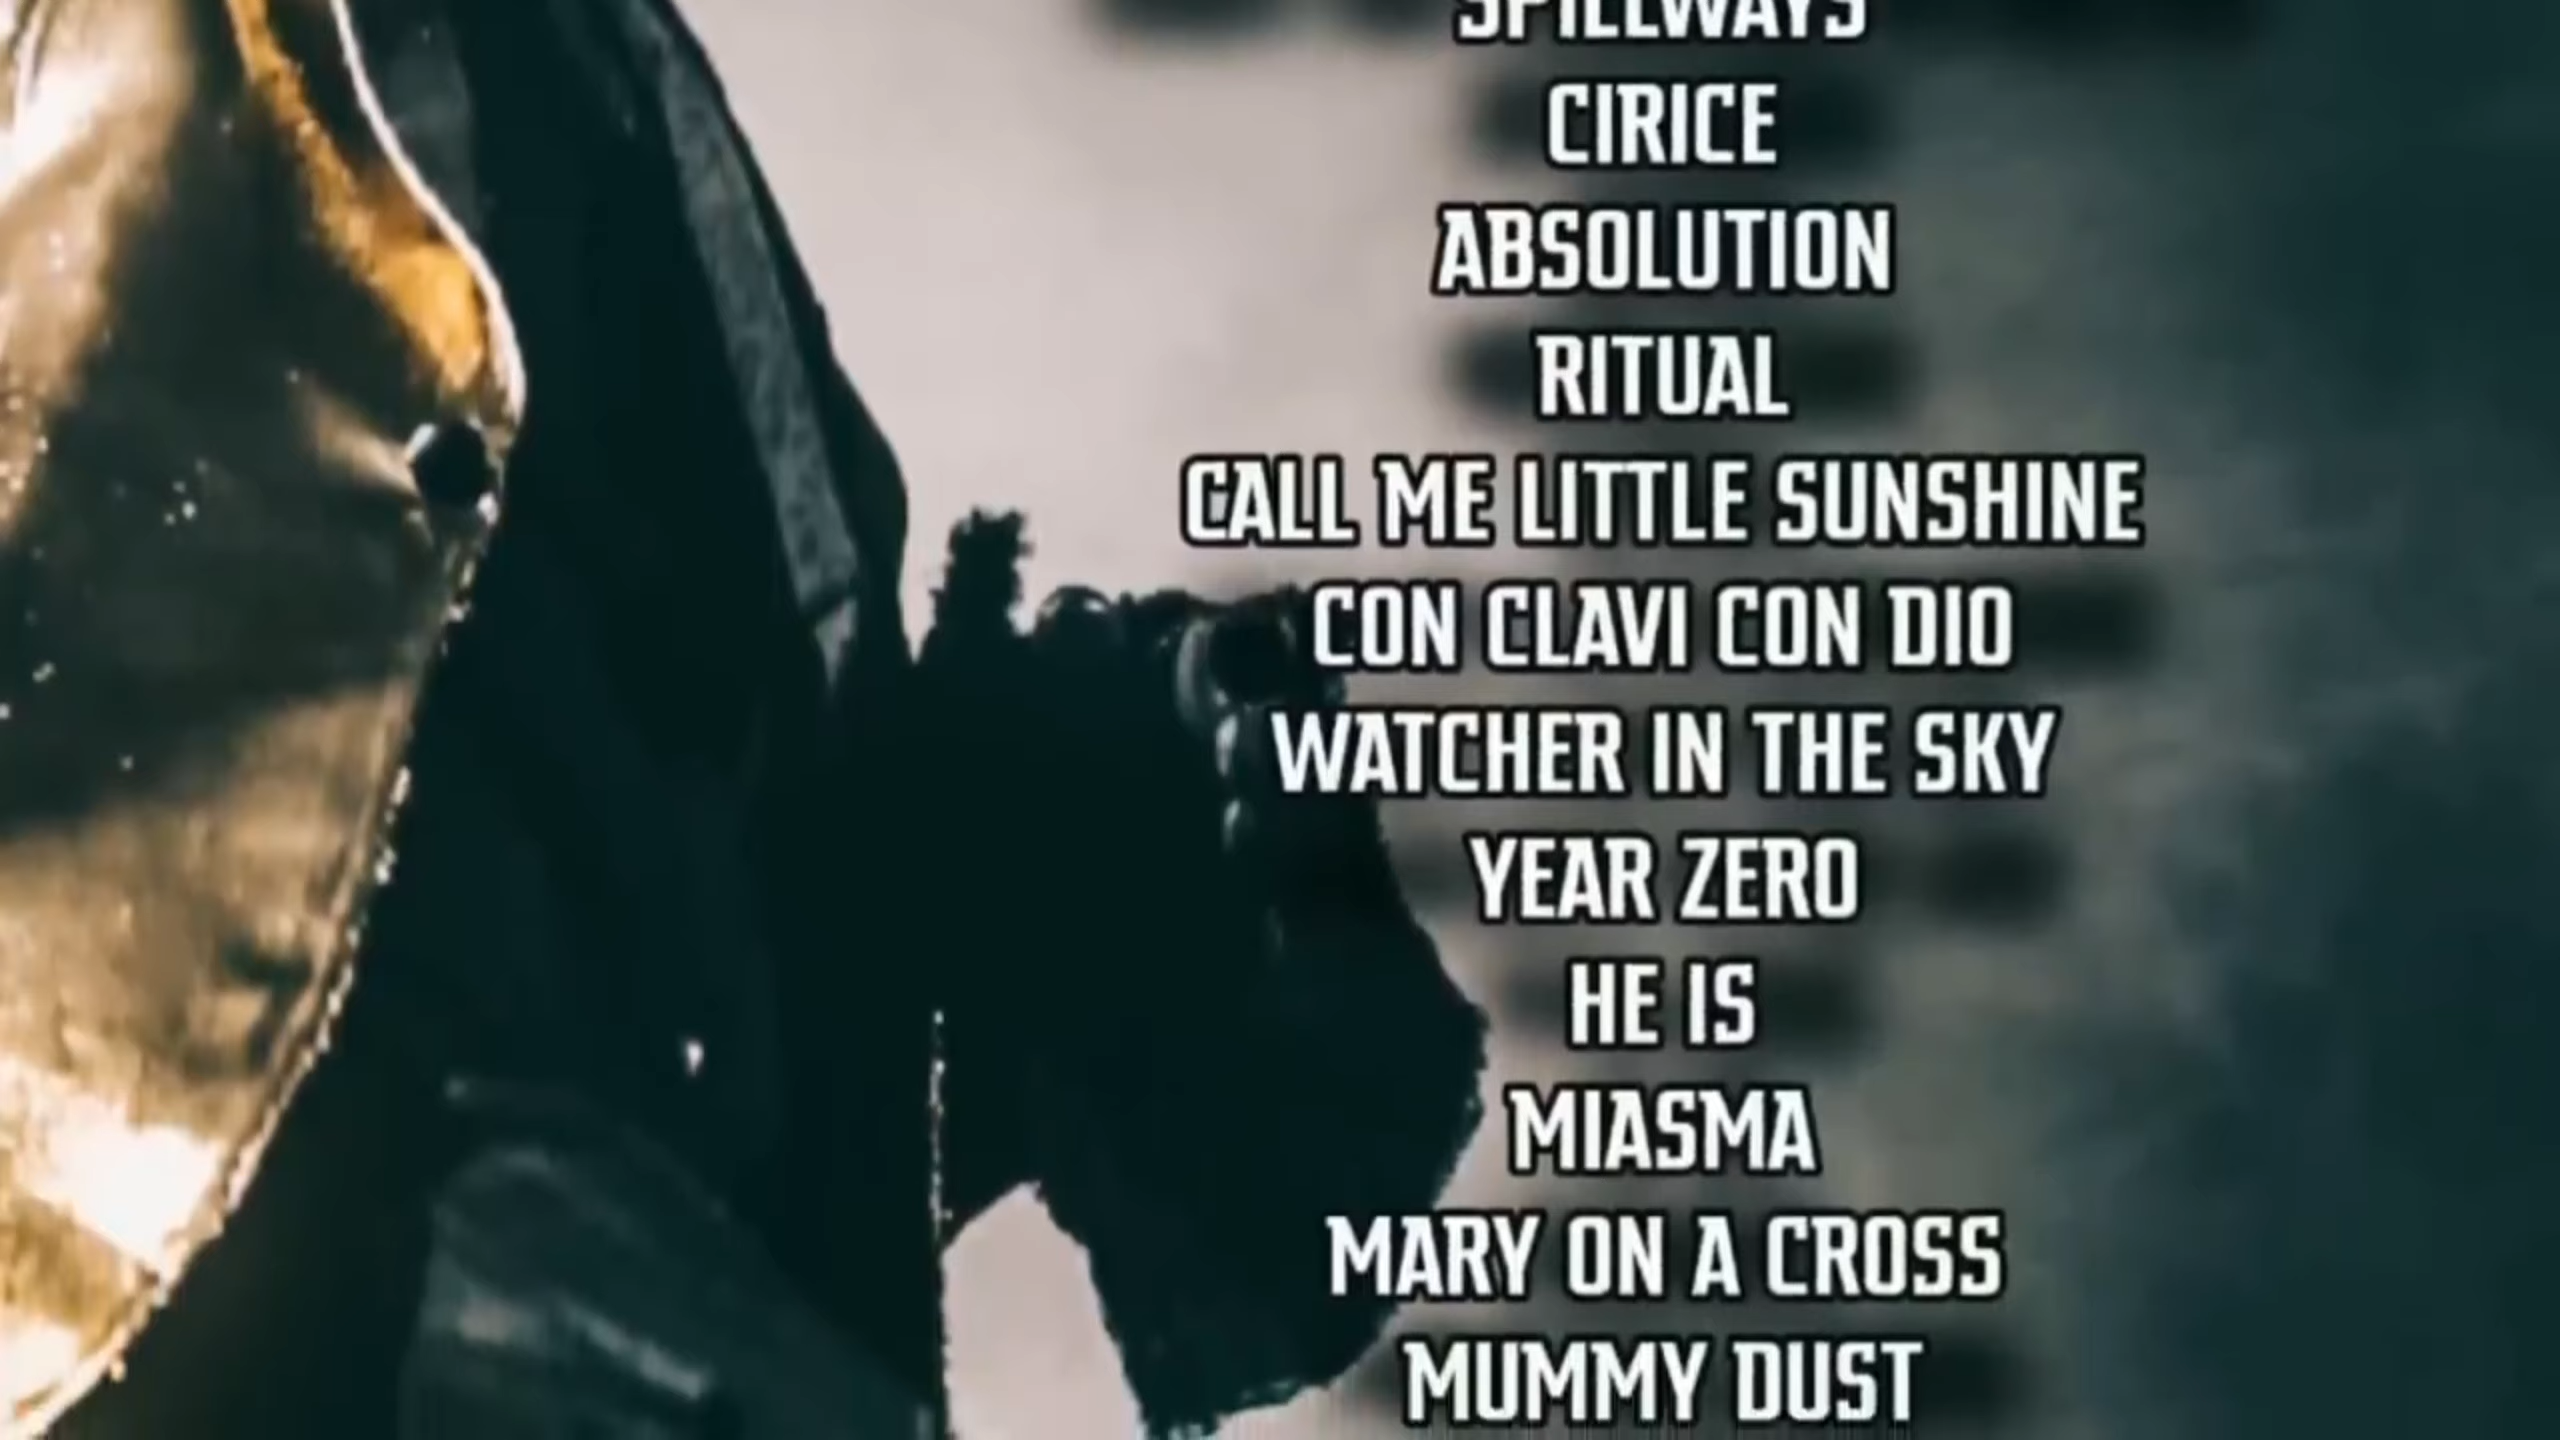 SPILLWAYS
CIRICE
ABSOLUTION
RITUAL
CALL ME LITTLE SUNSHINE
CON CLAVI CON DIO
WATCHER IN THE SKY
YEAR ZERO
HE IS
MIASMA
MARY ON A CROSS
MUMMY DUST